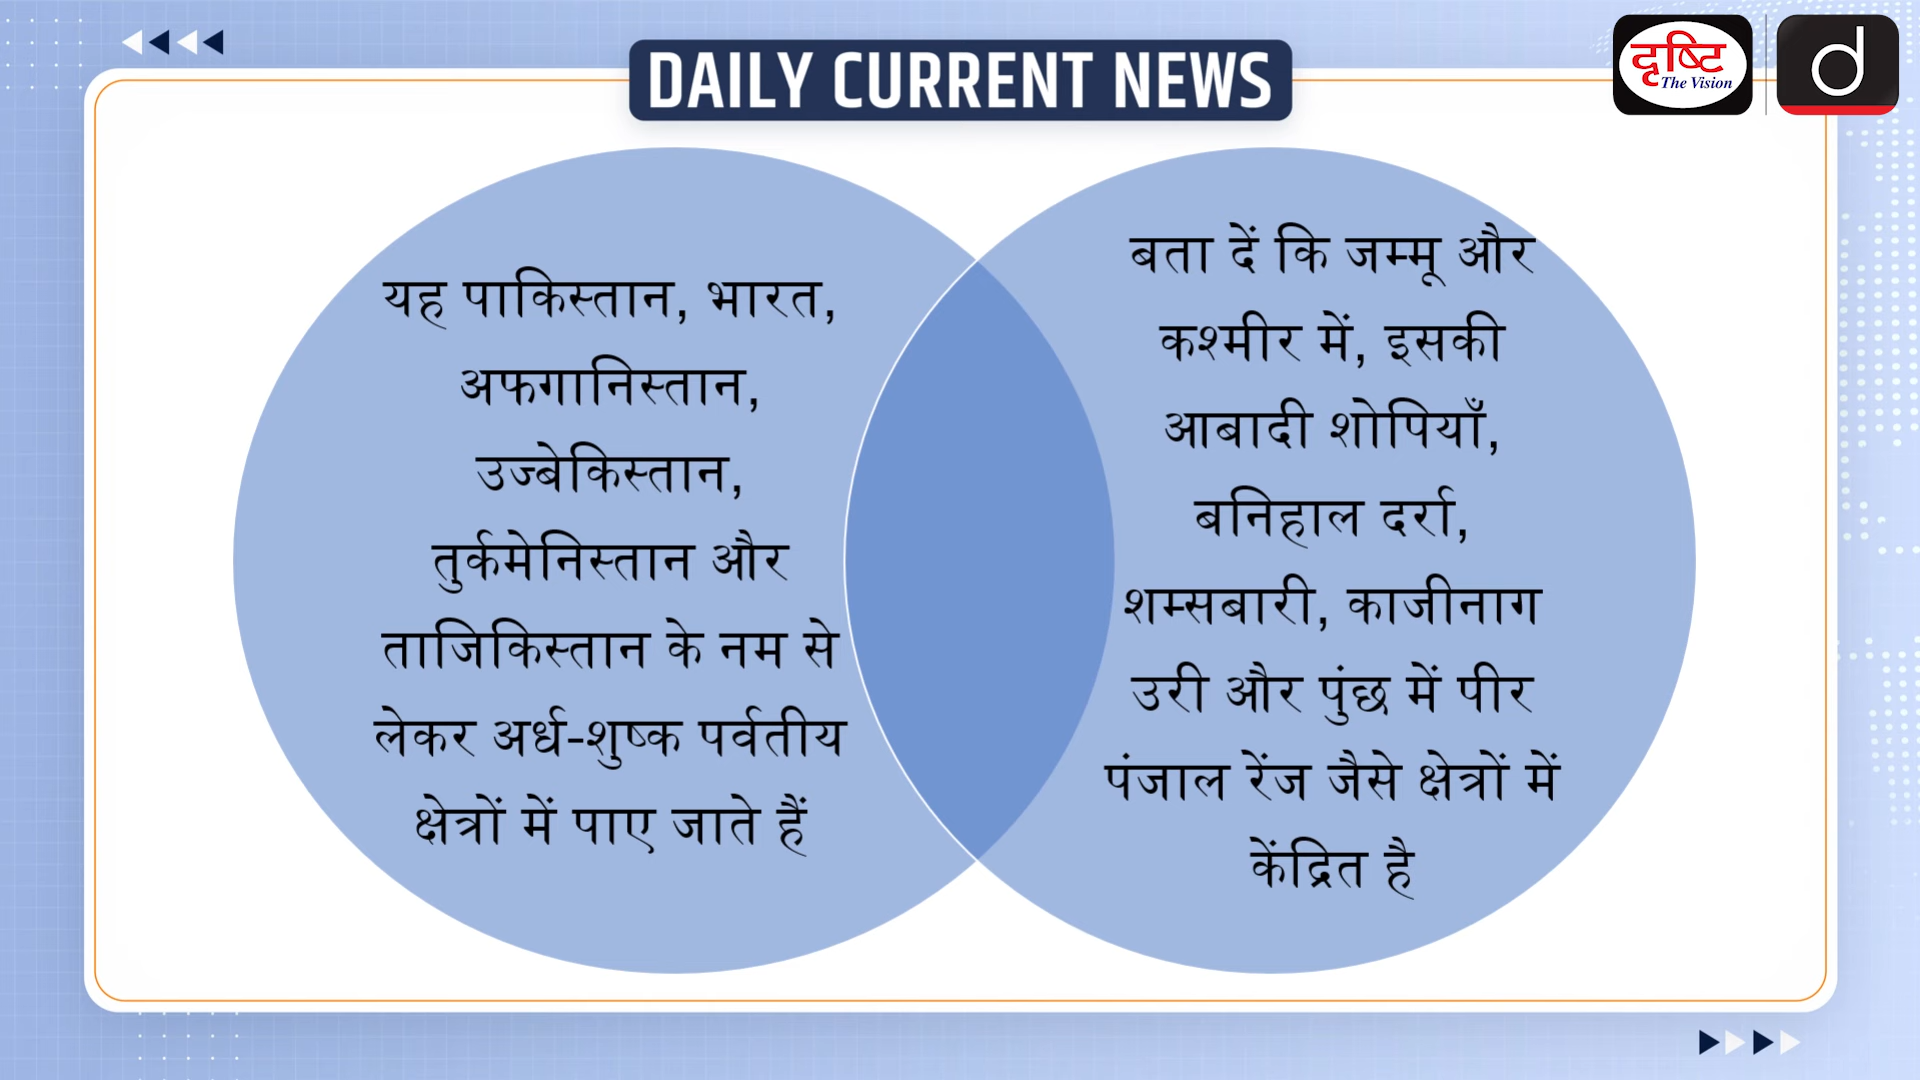 DAILY CURRENT NEWS
दृष्टि
The Vision
d
यह पाकिस्तान, भारत,
अफगानिस्तान,
उज्बेकिस्तान,
तुर्कमेनिस्तान और
ताजिकिस्तान के नम से
लेकर अर्ध-शुष्क पर्वतीय
क्षेत्रों में पाए जाते हैं
बता दें कि जम्मू और
कश्मीर में, इसकी
आबादी शोपियाँ,
बनिहाल दर्रा,
शम्सबारी, काजीनाग
उरी और पुंछ में पीर
पंजाल रेंज जैसे क्षेत्रों में
केंद्रित है